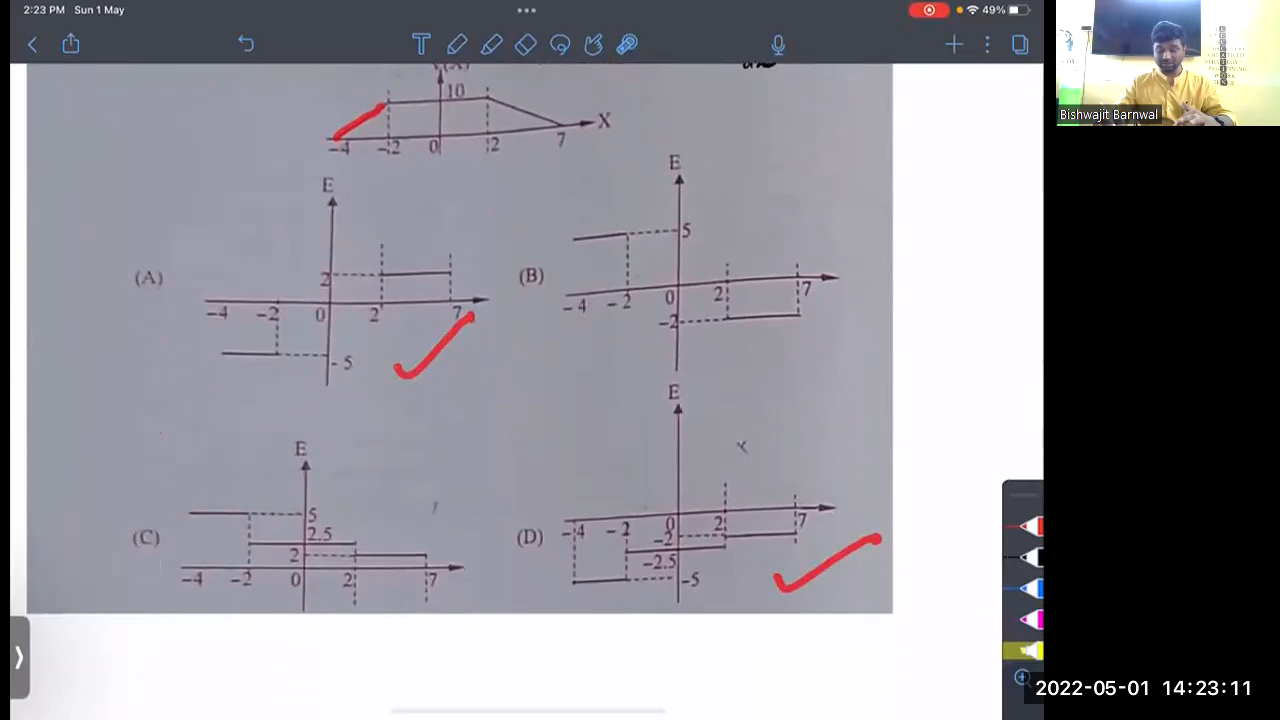 2:23 PM Sun 1 May
49%
T
V(X)
10
X
-4 -2 0 2 7
Bishwajit Barnwal
(A)
E
2
-4 -2 0 2 7
-5
(B)
E
5
-4 -2 0 2 7
-2
(C)
E
5
2.5
2
-4 -2 0 2 7
(D)
E
-4 -2 0 2 7
-2
-2.5
-5
2022-05-01 14:23:11